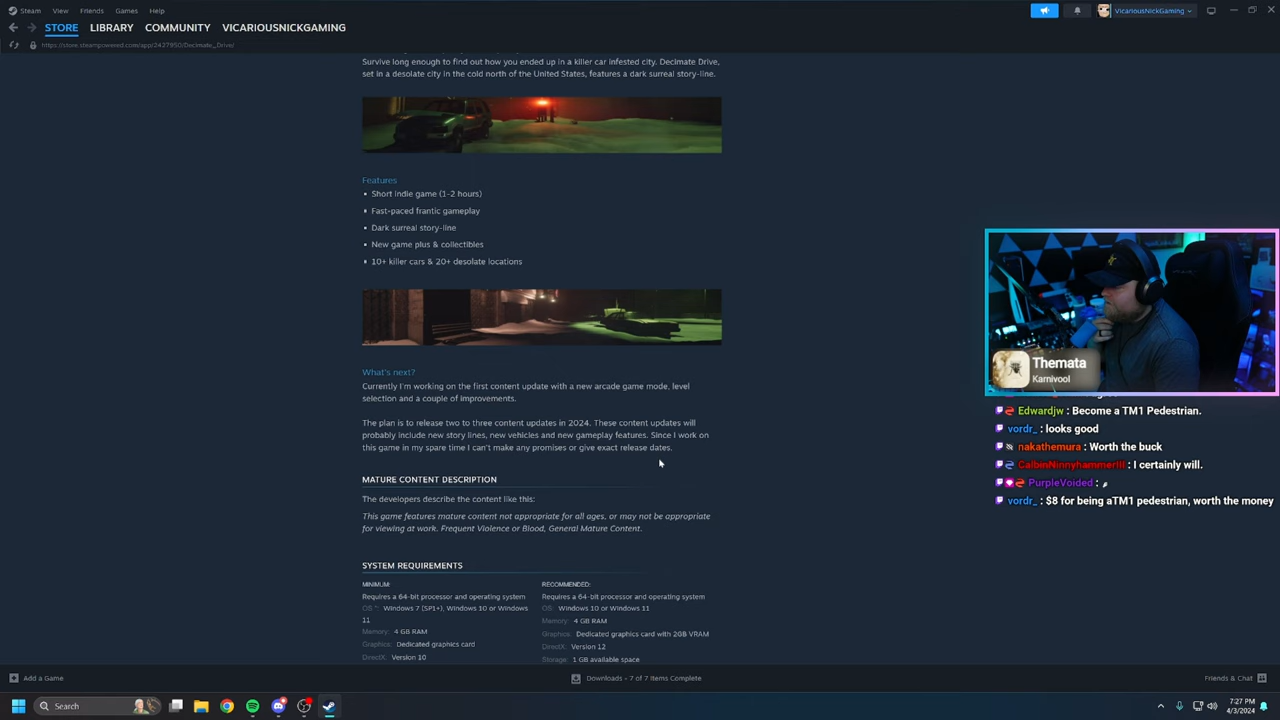 Steam View Friends Games Help
VicariousNickGaming
STORE LIBRARY COMMUNITY VICARIOUSNICKGAMING
https://store.steampowered.com/app/2427950/Decimate_Drive/
Survive long enough to find out how you ended up in a killer car infested city. Decimate Drive,
set in a desolate city in the cold north of the United States, features a dark surreal story-line.
Features
Short indie game (1-2 hours)
Fast-paced frantic gameplay
Dark surreal story-line
New game plus & collectibles
10+ killer cars & 20+ desolate locations
What's next?
Currently I'm working on the first content update with a new arcade game mode, level
selection and a couple of improvements.
The plan is to release two to three content updates in 2024. These content updates will
probably include new story lines, new vehicles and new gameplay features. Since I work on
this game in my spare time I can't make any promises or give exact release dates.
MATURE CONTENT DESCRIPTION
The developers describe the content like this:
This game features mature content not appropriate for all ages, or may not be appropriate
for viewing at work. Frequent Violence or Blood, General Mature Content.
SYSTEM REQUIREMENTS
MINIMUM:
Requires a 64-bit processor and operating system
OS *: Windows 7 (SP1+), Windows 10 or Windows
11
Memory: 4 GB RAM
Graphics: Dedicated graphics card
DirectX: Version 10
RECOMMENDED:
Requires a 64-bit processor and operating system
OS: Windows 10 or Windows 11
Memory: 4 GB RAM
Graphics: Dedicated graphics card with 2GB VRAM
DirectX: Version 12
Storage: 1 GB available space
Themata
Karnivool
Edwardjw : Become a TM1 Pedestrian.
vordr_ : looks good
nakathemura : Worth the buck
CalbinNinnyhammerIII : I certainly will.
PurpleVoided :
vordr_ : $8 for being aTM1 pedestrian, worth the money
Add a Game
Downloads - 7 of 7 Items Complete
Friends & Chat
Search
7:27 PM
4/3/2024